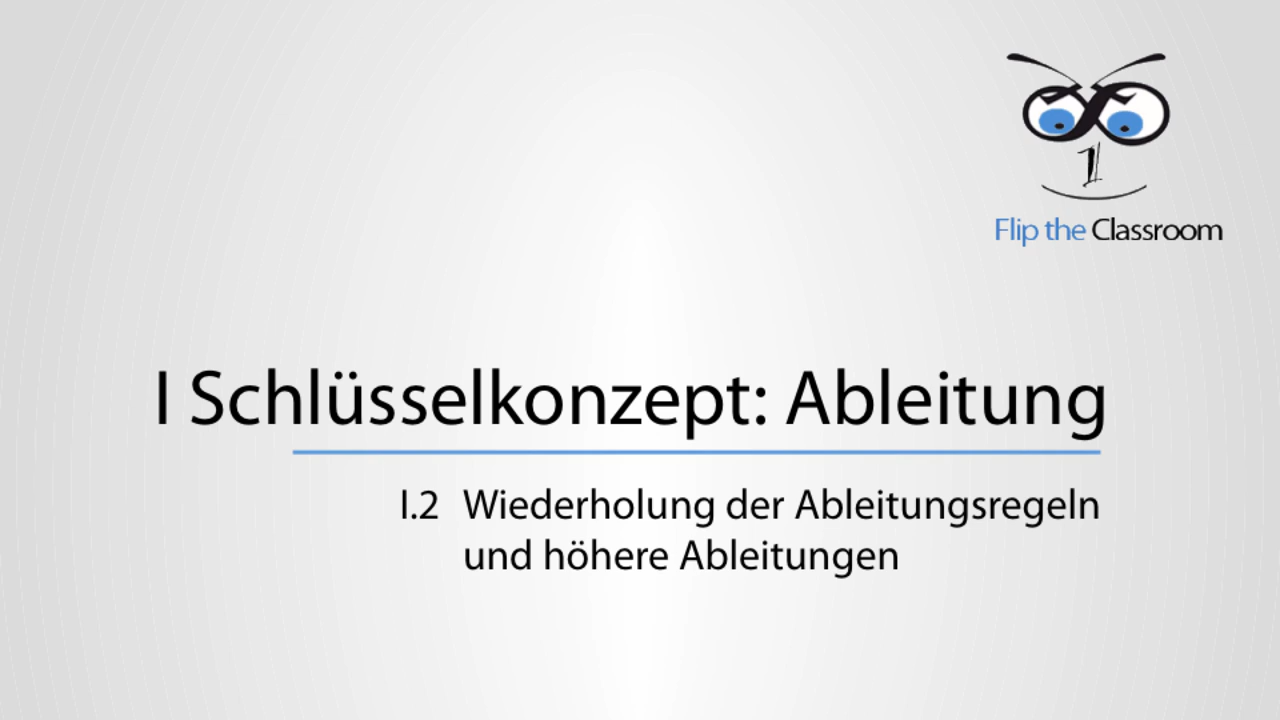 Flip the Classroom
I Schlüsselkonzept: Ableitung
I.2 Wiederholung der Ableitungsregeln
und höhere Ableitungen